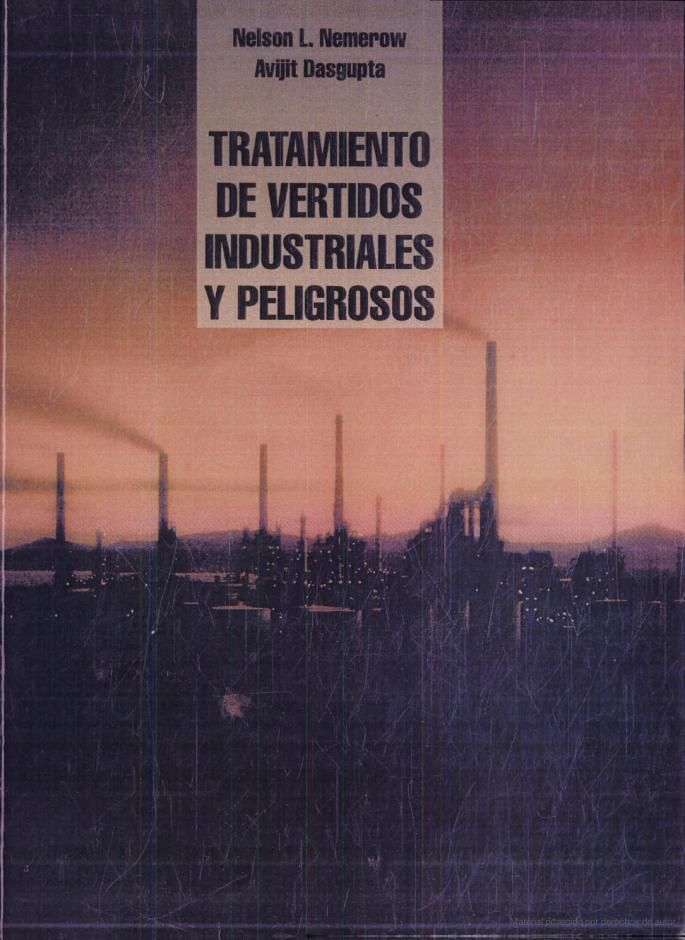 Nelson L. Nemerow
Avijit Dasgupta
TRATAMIENTO
DE VERTIDOS
INDUSTRIALES
Y PELIGROSOS
Material protegido por derechos de autor